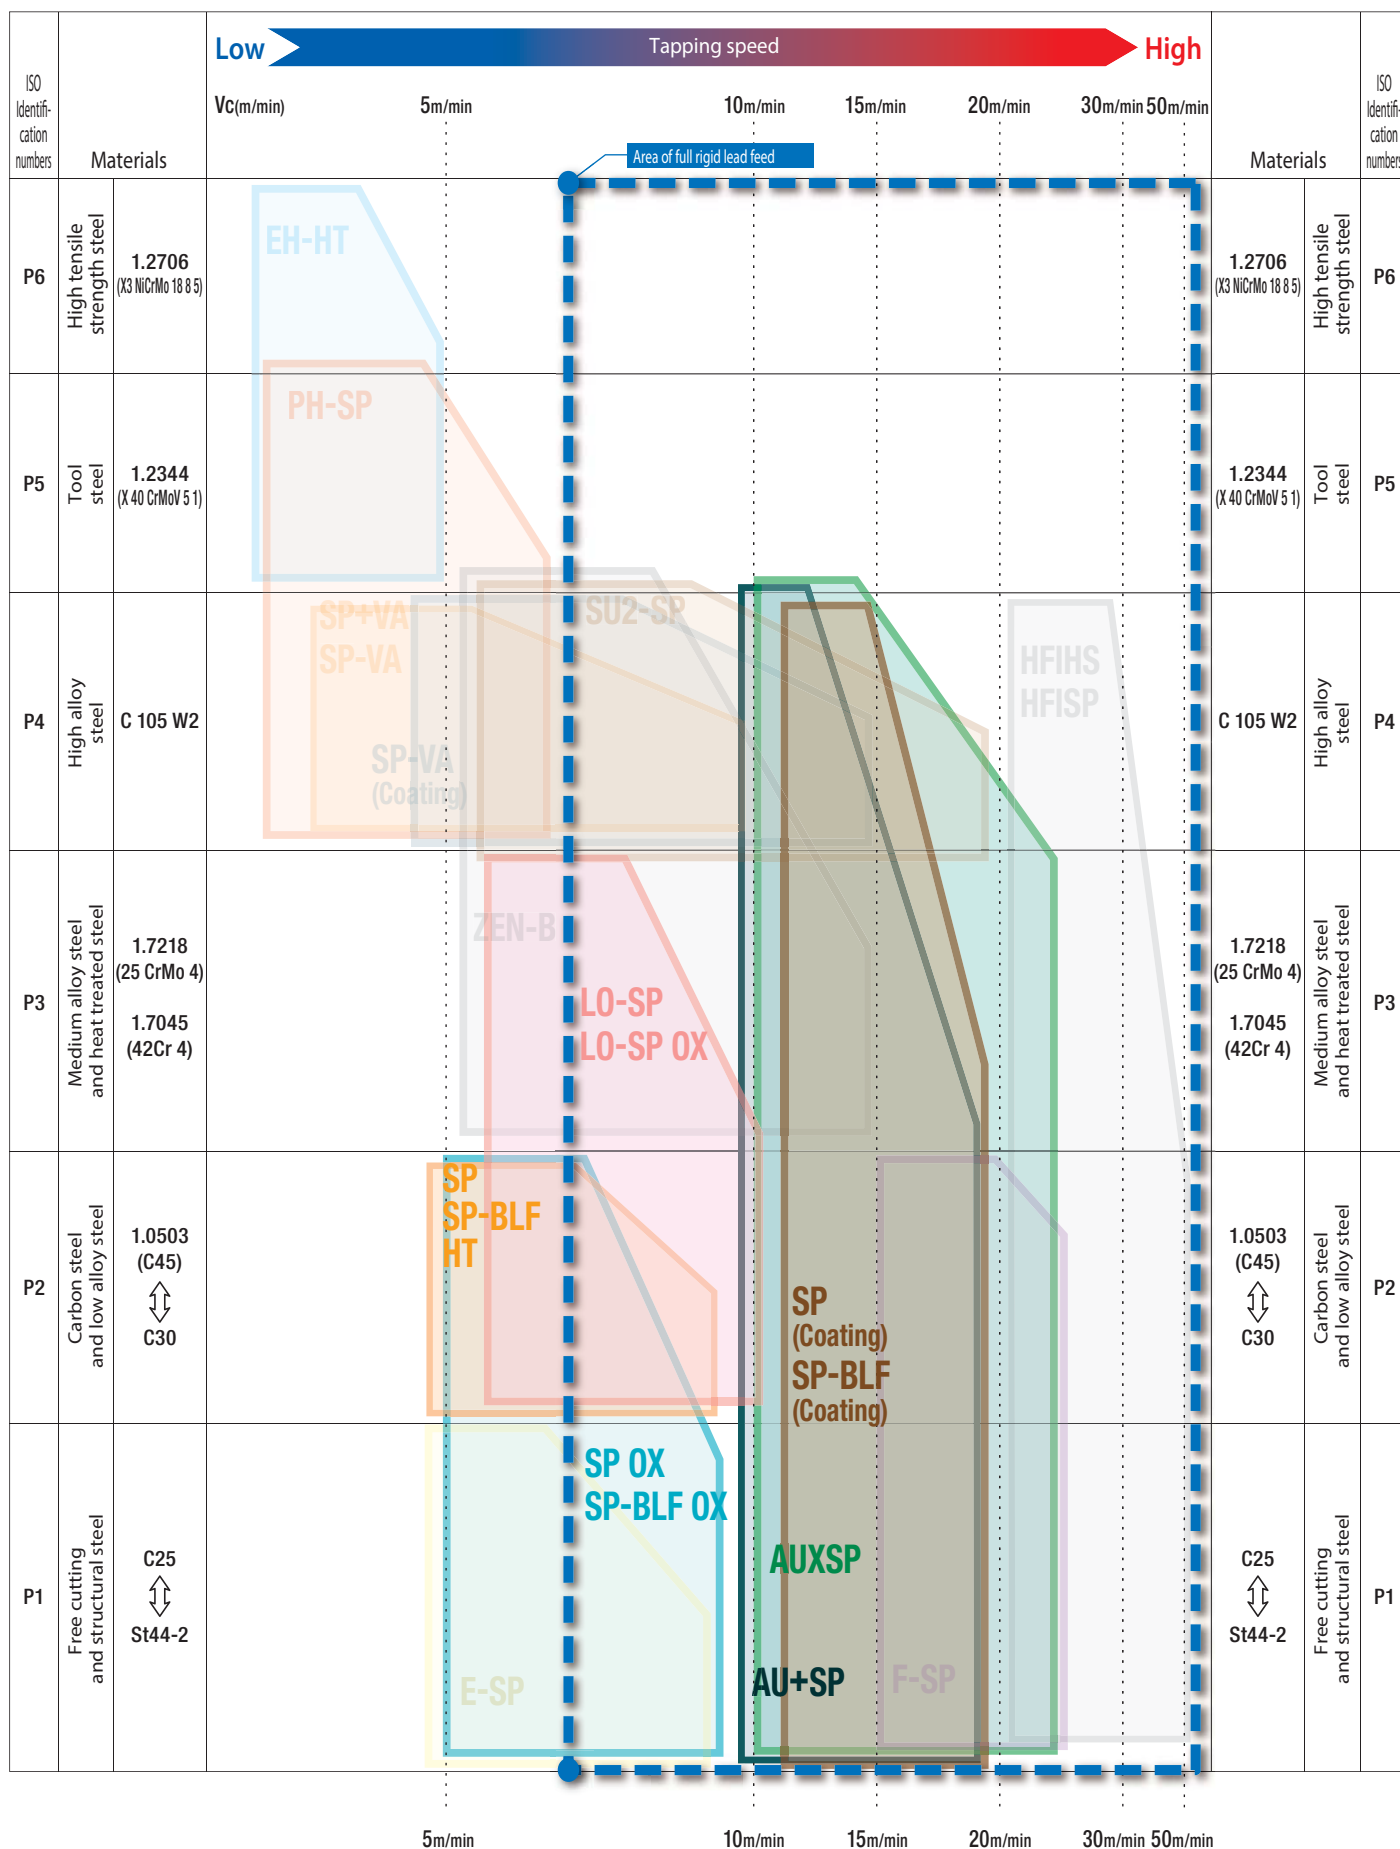 Low
Tapping speed
High
ISO
Identifi-
cation
numbers
Materials
Vc(m/min)
5m/min
10m/min
15m/min
20m/min
30m/min
50m/min
Materials
ISO
Identifi-
cation
numbers
Area of full rigid lead feed
P6
High tensile
strength steel
1.2706
(X3 NiCrMo 18 8 5)
EH-HT
1.2706
(X3 NiCrMo 18 8 5)
High tensile
strength steel
P6
P5
Tool
steel
1.2344
(X 40 CrMoV 5 1)
PH-SP
1.2344
(X 40 CrMoV 5 1)
Tool
steel
P5
P4
High alloy
steel
C 105 W2
SP+VA
SP-VA
SU2-SP
SP-VA
(Coating)
HFIHS
HFISP
C 105 W2
High alloy
steel
P4
P3
Medium alloy steel
and heat treated steel
1.7218
(25 CrMo 4)
1.7045
(42Cr 4)
ZEN-B
LO-SP
LO-SP OX
1.7218
(25 CrMo 4)
1.7045
(42Cr 4)
Medium alloy steel
and heat treated steel
P3
P2
Carbon steel
and low alloy steel
1.0503
(C45)
C30
SP
SP-BLF
HT
SP
(Coating)
SP-BLF
(Coating)
1.0503
(C45)
C30
Carbon steel
and low alloy steel
P2
P1
Free cutting
and structural steel
C25
St44-2
SP OX
SP-BLF OX
E-SP
AUXSP
AU+SP
F-SP
C25
St44-2
Free cutting
and structural steel
P1
5m/min
10m/min
15m/min
20m/min
30m/min
50m/min